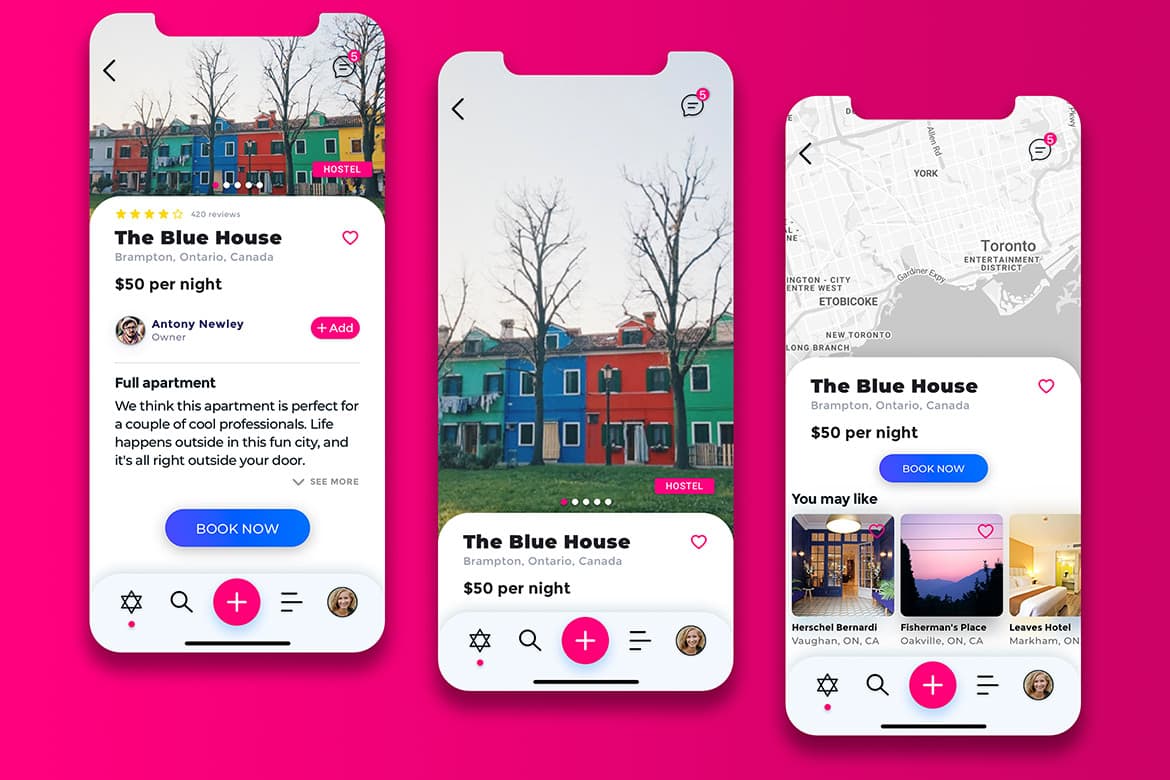 5
HOSTEL
420 reviews
The Blue House
Brampton, Ontario, Canada
$50 per night
Antony Newley
Owner
+ Add
Full apartment
We think this apartment is perfect for
a couple of cool professionals. Life
happens outside in this fun city, and
it's all right outside your door.
SEE MORE
BOOK NOW
5
HOSTEL
The Blue House
Brampton, Ontario, Canada
$50 per night
Pkwy
Allen Rd
5
YORK
Toronto
ENTERTAINMENT
DISTRICT
Gardiner Expy
INGTON - CITY
ENTRE WEST
ETOBICOKE
NEW TORONTO
LONG BRANCH
The Blue House
Brampton, Ontario, Canada
$50 per night
BOOK NOW
You may like
Herschel Bernardi
Vaughan, ON, CA
Fisherman's Place
Oakville, ON, CA
Leaves Hotel
Markham, ON